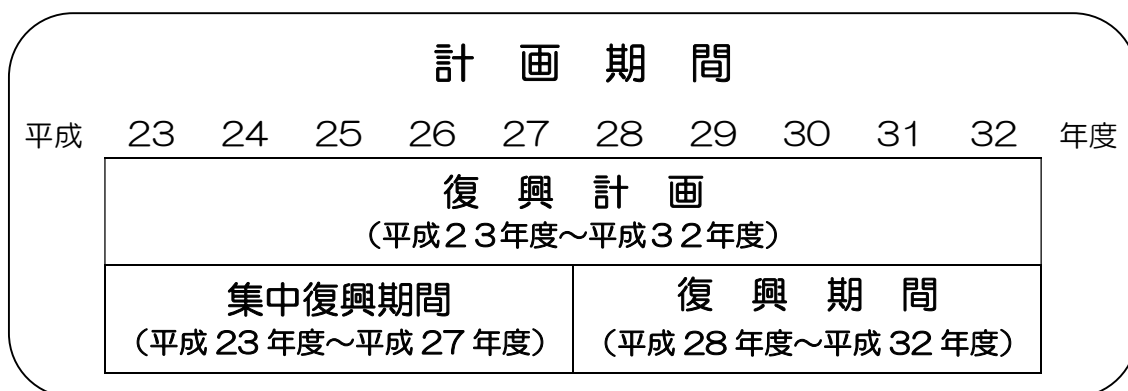 計 画 期 間
平成 23 24 25 26 27 28 29 30 31 32 年度
復 興 計 画
（平成２３年度～平成３２年度）
集中復興期間
（平成 23 年度～平成 27 年度）
復 興 期 間
（平成 28 年度～平成 32 年度）